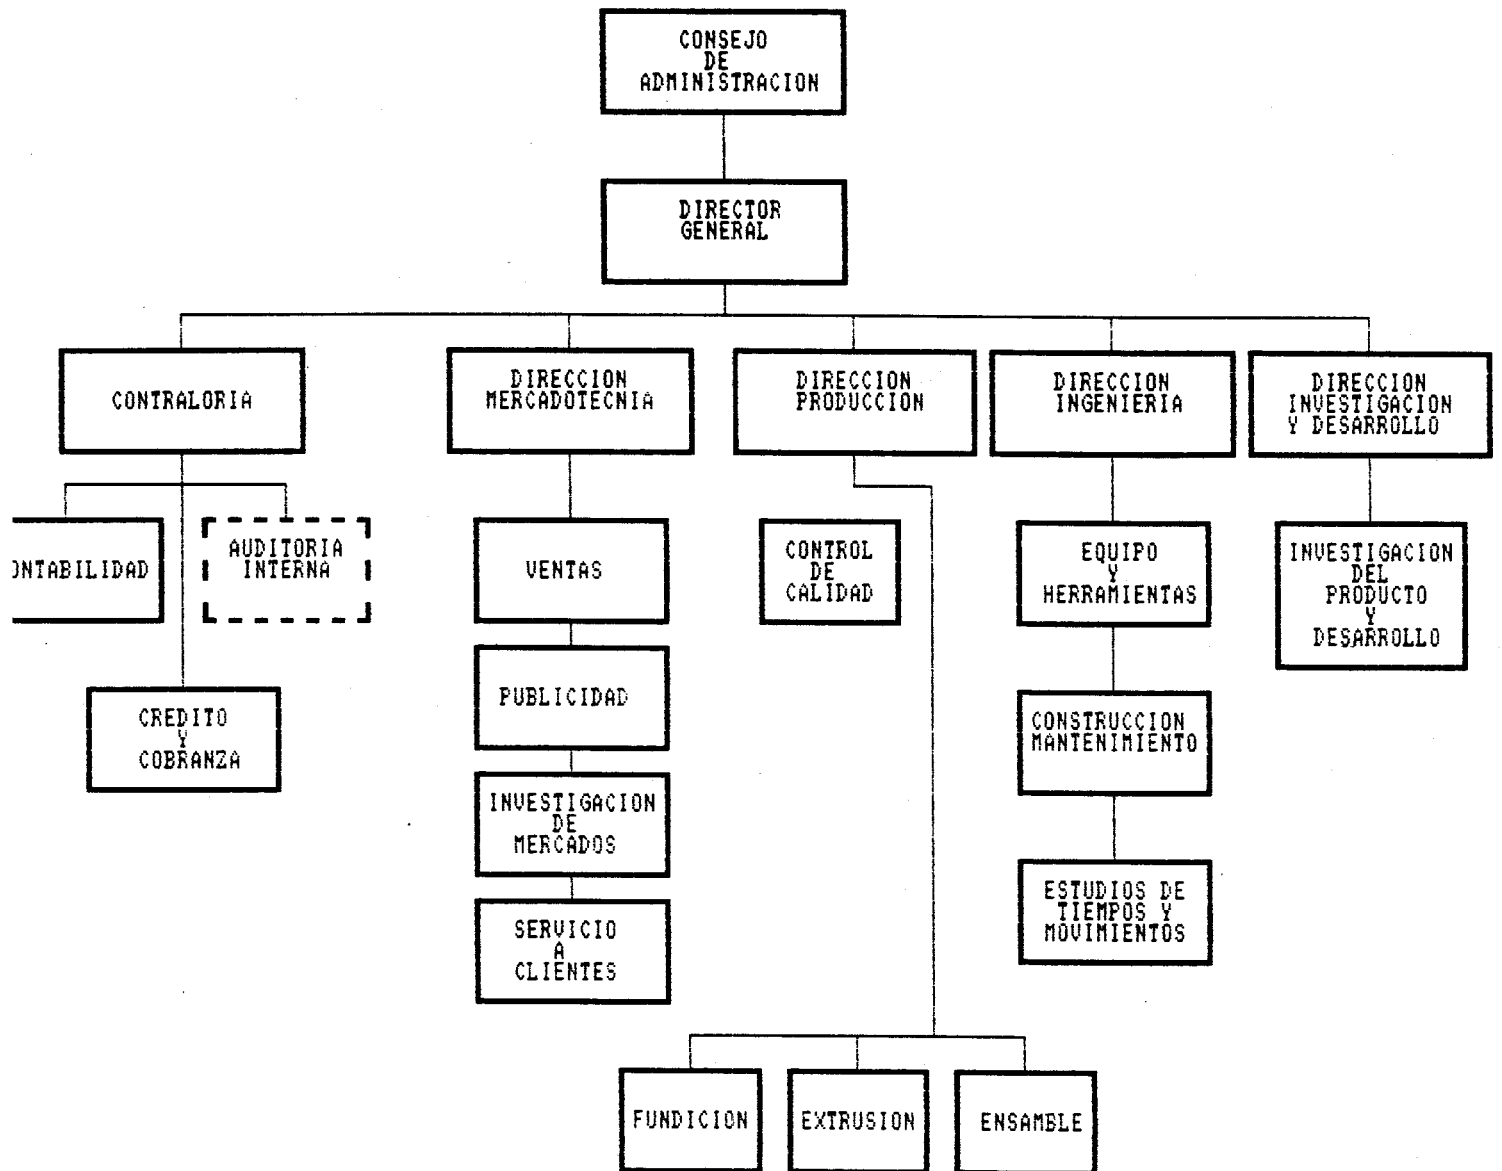 CONSEJO
DE
ADMINISTRACION
DIRECTOR
GENERAL
CONTRALORIA
DIRECCION
MERCADOTECNIA
DIRECCION
PRODUCCION
DIRECCION
INGENIERIA
DIRECCION
INVESTIGACION
Y DESARROLLO
ONTABILIDAD
AUDITORIA
INTERNA
CREDITO
Y
COBRANZA
VENTAS
PUBLICIDAD
INVESTIGACION
DE
MERCADOS
SERVICIO
A
CLIENTES
CONTROL
DE
CALIDAD
EQUIPO
Y
HERRAMIENTAS
CONSTRUCCION
MANTENIMIENTO
ESTUDIOS DE
TIEMPOS Y
MOVIMIENTOS
INVESTIGACION
DEL
PRODUCTO
Y
DESARROLLO
FUNDICION
EXTRUSION
ENSAMBLE